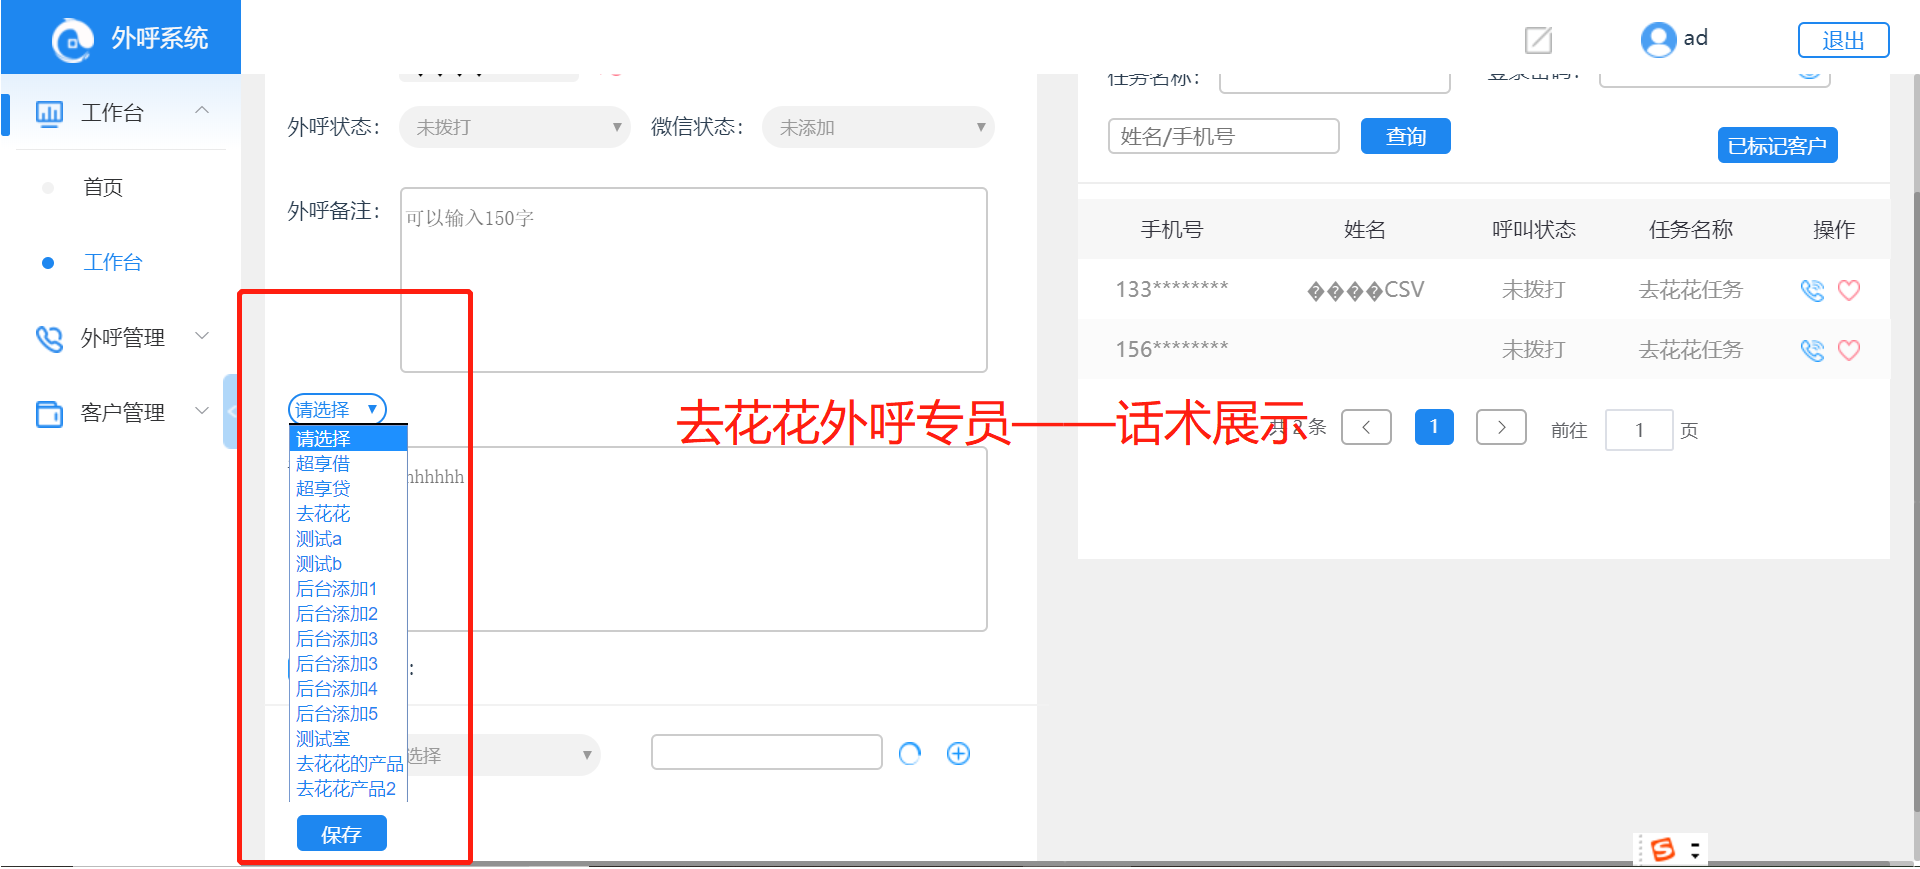 外呼系统
ad
退出
工作台
首页
工作台
外呼管理
客户管理
外呼状态：
未拨打
微信状态：
未添加
外呼备注：
可以输入150字
请选择
请选择
超享借
超享贷
去花花
测试a
测试b
后台添加1
后台添加2
后台添加3
后台添加3
后台添加4
后台添加5
测试室
去花花的产品
去花花产品2
hhhhhh
:
选择
保存
去花花外呼专员——话术展示
任务名称：
登录密码：
姓名/手机号
查询
已标记客户
手机号 姓名 呼叫状态 任务名称 操作
133******** ����CSV 未拨打 去花花任务
156******** 未拨打 去花花任务
共 2 条
1
前往 1 页